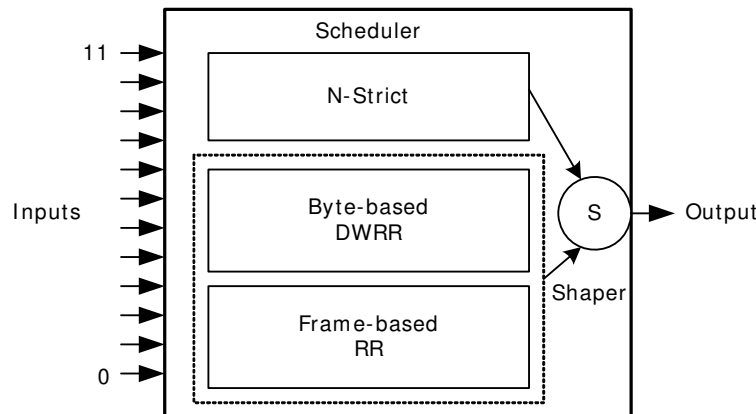 Scheduler
11
N-Strict
Inputs
Byte-based
DWRR
S
Output
Shaper
Frame-based
RR
0